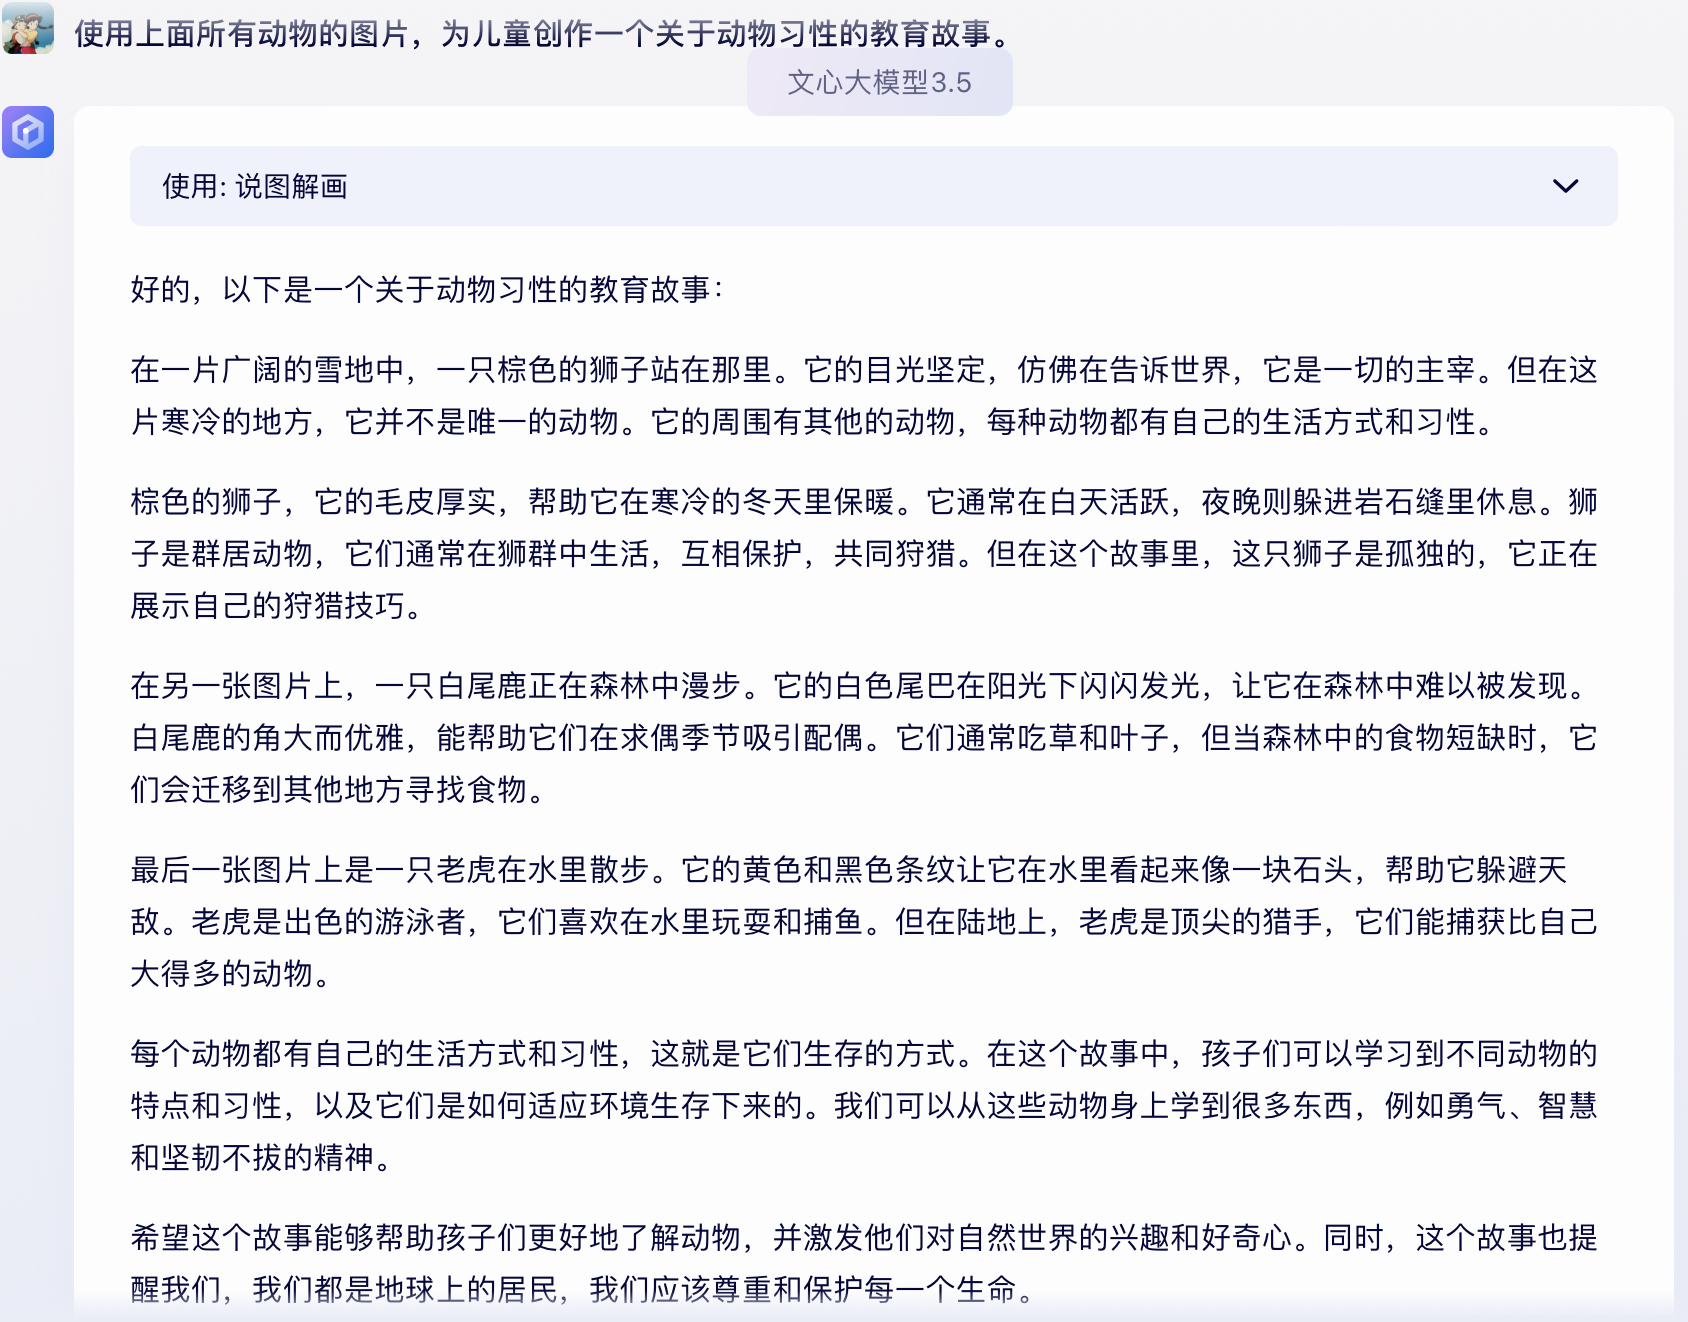 使用上面所有动物的图片，为儿童创作一个关于动物习性的教育故事。
文心大模型3.5
使用: 说图解画
好的，以下是一个关于动物习性的教育故事：
在一片广阔的雪地中，一只棕色的狮子站在那里。它的目光坚定，仿佛在告诉世界，它是一切的主宰。但在这
片寒冷的地方，它并不是唯一的动物。它的周围有其他的动物，每种动物都有自己的生活方式和习性。
棕色的狮子，它的毛皮厚实，帮助它在寒冷的冬天里保暖。它通常在白天活跃，夜晚则躲进岩石缝里休息。狮
子是群居动物，它们通常在狮群中生活，互相保护，共同狩猎。但在这个故事里，这只狮子是孤独的，它正在
展示自己的狩猎技巧。
在另一张图片上，一只白尾鹿正在森林中漫步。它的白色尾巴在阳光下闪闪发光，让它在森林中难以被发现。
白尾鹿的角大而优雅，能帮助它们在求偶季节吸引配偶。它们通常吃草和叶子，但当森林中的食物短缺时，它
们会迁移到其他地方寻找食物。
最后一张图片上是一只老虎在水里散步。它的黄色和黑色条纹让它在水里看起来像一块石头，帮助它躲避天
敌。老虎是出色的游泳者，它们喜欢在水里玩耍和捕鱼。但在陆地上，老虎是顶尖的猎手，它们能捕获比自己
大得多的动物。
每个动物都有自己的生活方式和习性，这就是它们生存的方式。在这个故事中，孩子们可以学习到不同动物的
特点和习性，以及它们是如何适应环境生存下来的。我们可以从这些动物身上学到很多东西，例如勇气、智慧
和坚韧不拔的精神。
希望这个故事能够帮助孩子们更好地了解动物，并激发他们对自然世界的兴趣和好奇心。同时，这个故事也提
醒我们，我们都是地球上的居民，我们应该尊重和保护每一个生命。